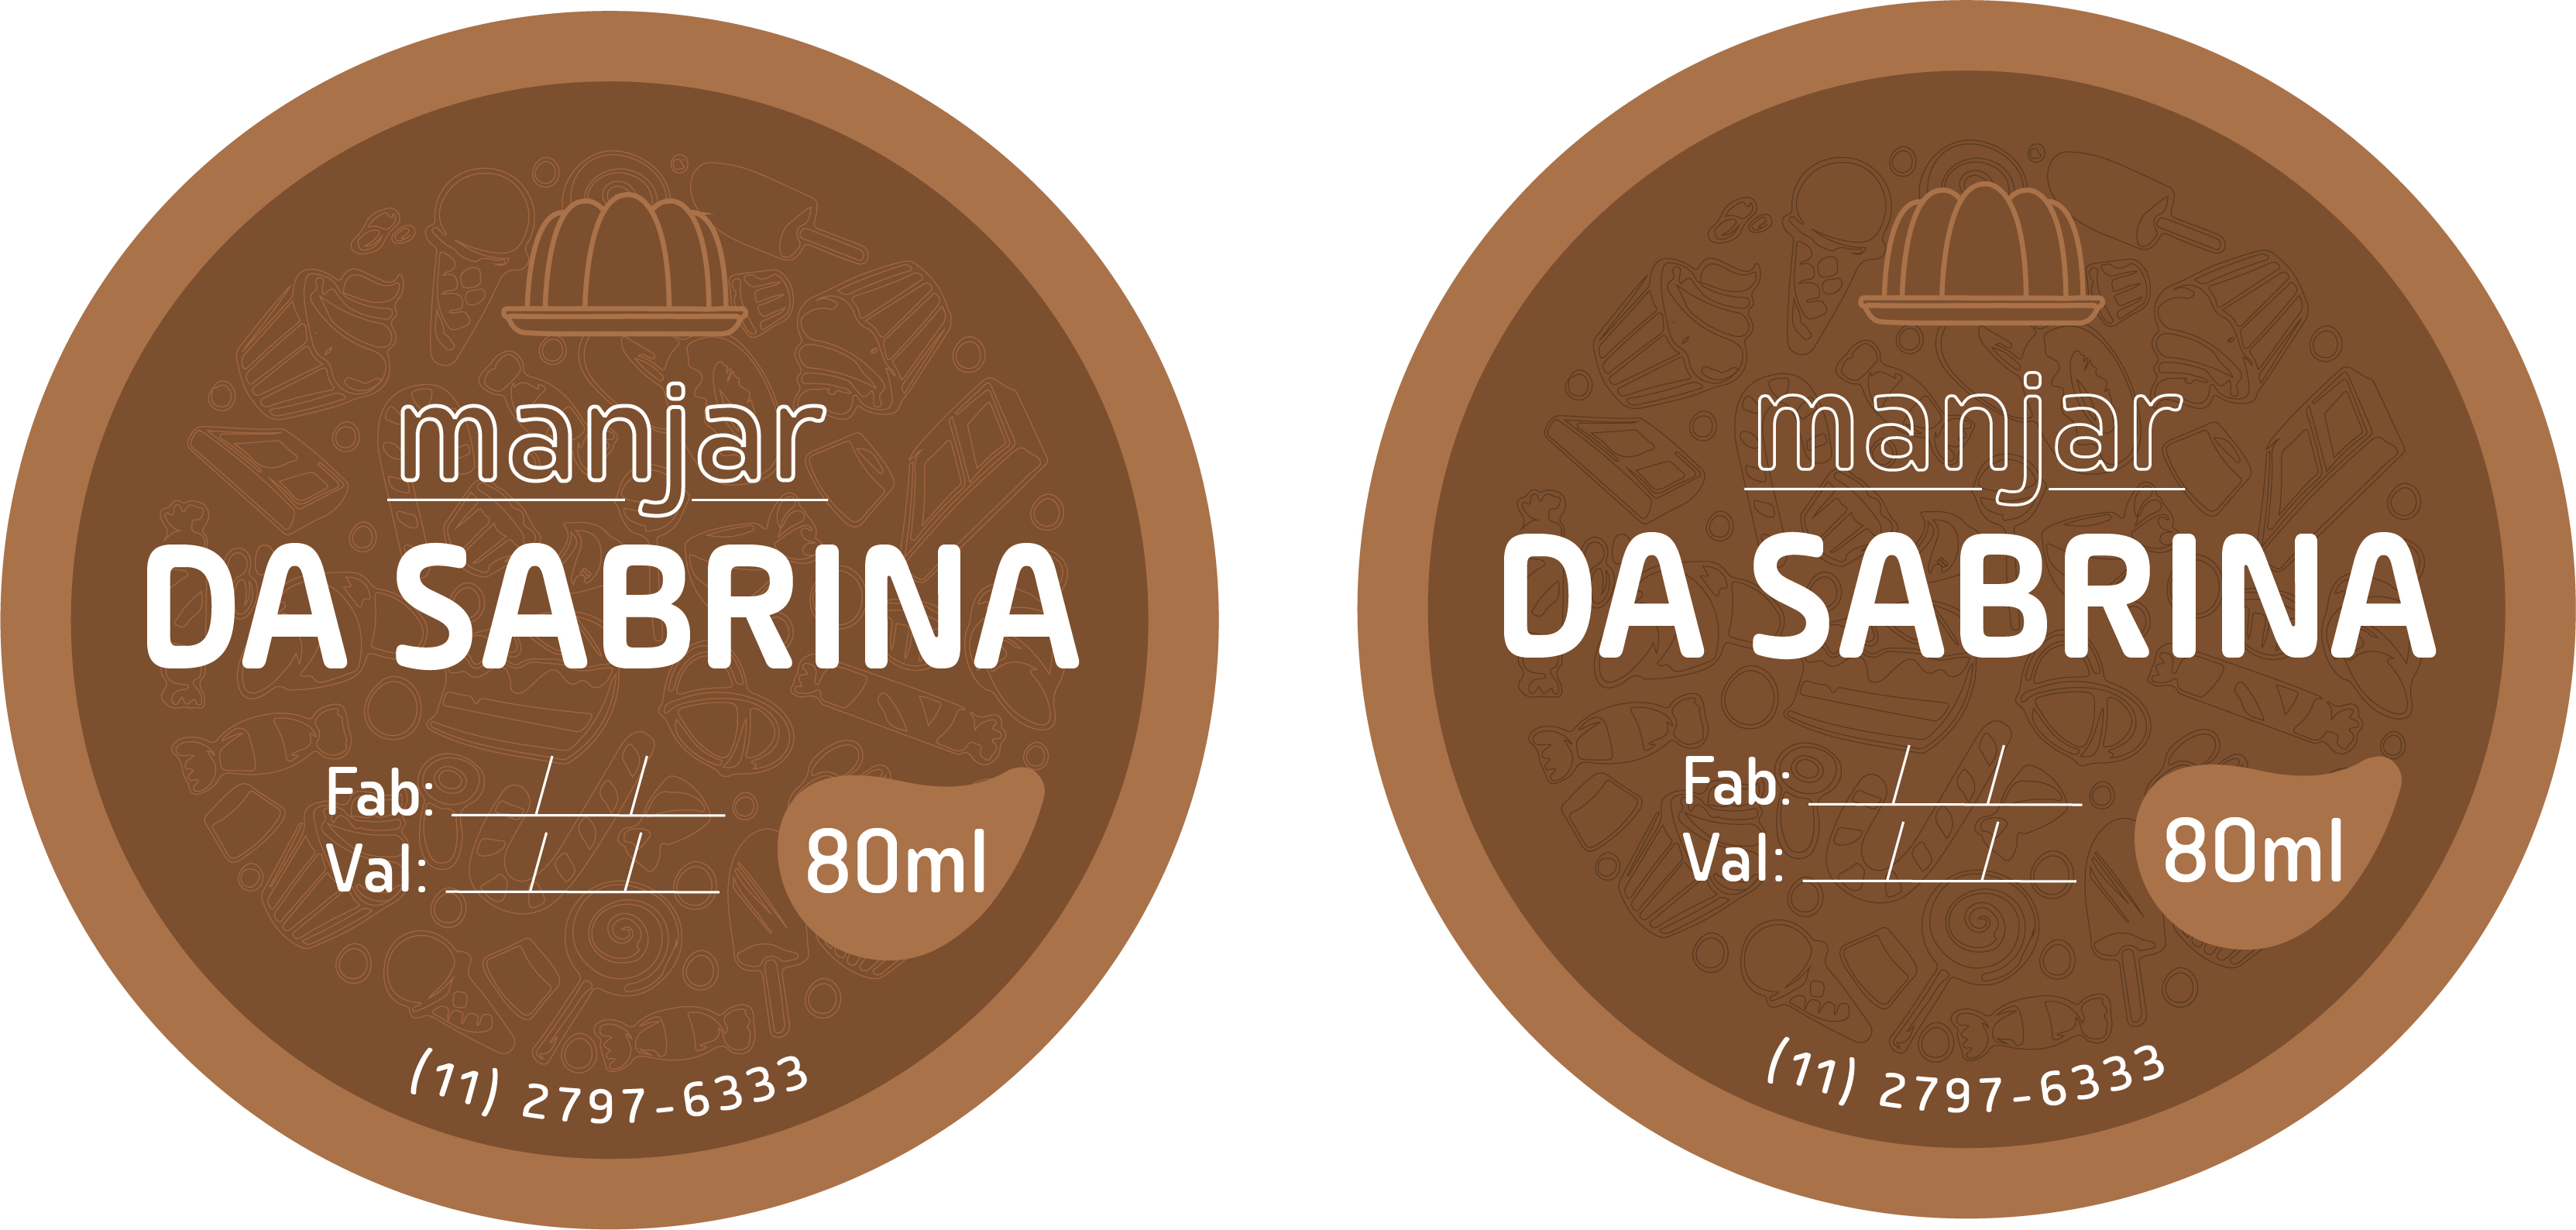 manjar
DA SABRINA
Fab: __/__/__
Val: __/__/__
80ml
(11) 2797-6333
manjar
DA SABRINA
Fab: __/__/__
Val: __/__/__
80ml
(11) 2797-6333